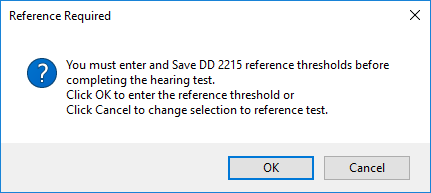 Reference Required
You must enter and Save DD 2215 reference thresholds before
completing the hearing test.
Click OK to enter the reference threshold or
Click Cancel to change selection to reference test.
OK
Cancel